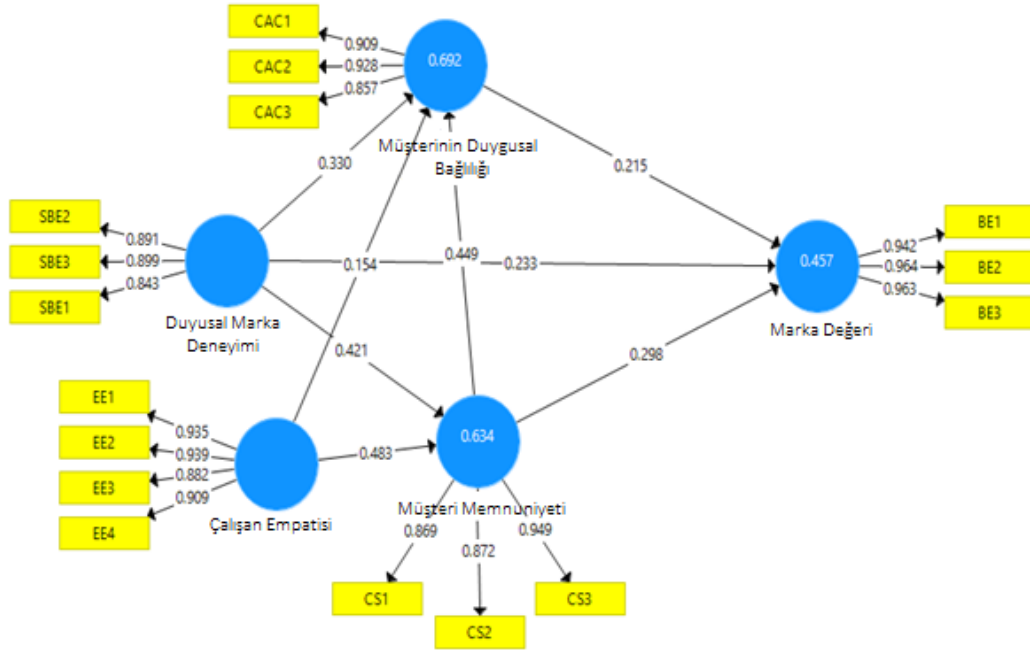 CAC1
0.909
CAC2
0.928
CAC3
0.857
0.692
Müşterinin Duygusal
Bağlılığı
0.330
0.215
SBE2
0.891
SBE3
0.899
SBE1
0.843
Duyusal Marka
Deneyimi
0.154
0.449
0.233
0.457
Marka Değeri
BE1
0.942
BE2
0.964
BE3
0.963
0.421
0.298
EE1
0.935
EE2
0.939
EE3
0.882
EE4
0.909
Çalışan Empatisi
0.483
0.634
Müşteri Memnuniyeti
0.869
0.872
0.949
CS1
CS2
CS3